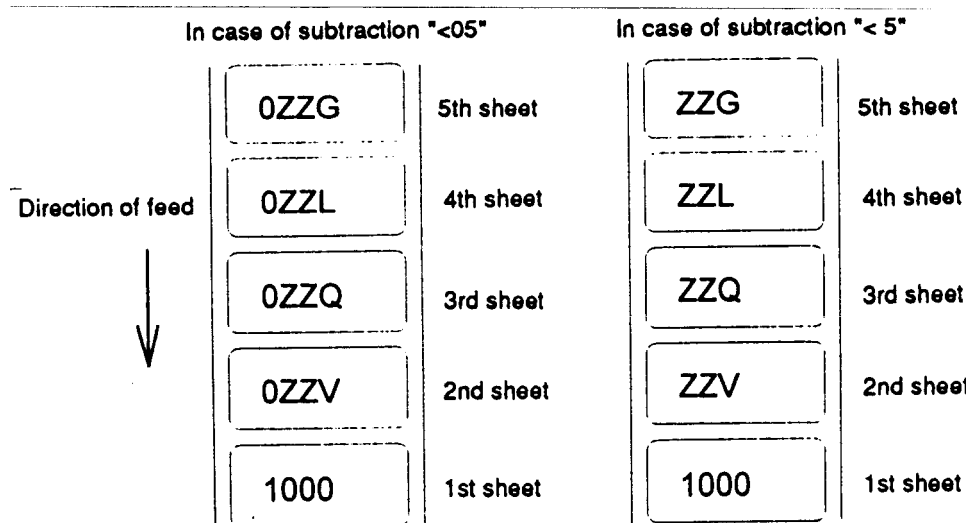 In case of subtraction "<05"
In case of subtraction "< 5"
0ZZG 5th sheet
ZZG 5th sheet
Direction of feed
0ZZL 4th sheet
ZZL 4th sheet
0ZZQ 3rd sheet
ZZQ 3rd sheet
0ZZV 2nd sheet
ZZV 2nd sheet
1000 1st sheet
1000 1st sheet